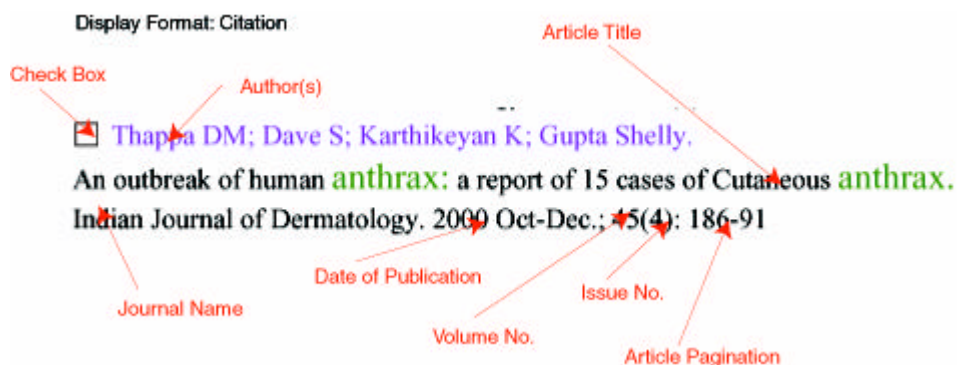 Display Format: Citation
Article Title
Check Box
Author(s)
Thappa DM; Dave S; Karthikeyan K; Gupta Shelly.
An outbreak of human anthrax: a report of 15 cases of Cutaneous anthrax.
Indian Journal of Dermatology. 2000 Oct-Dec.; 45(4): 186-91
Date of Publication
Issue No.
Journal Name
Volume No.
Article Pagination